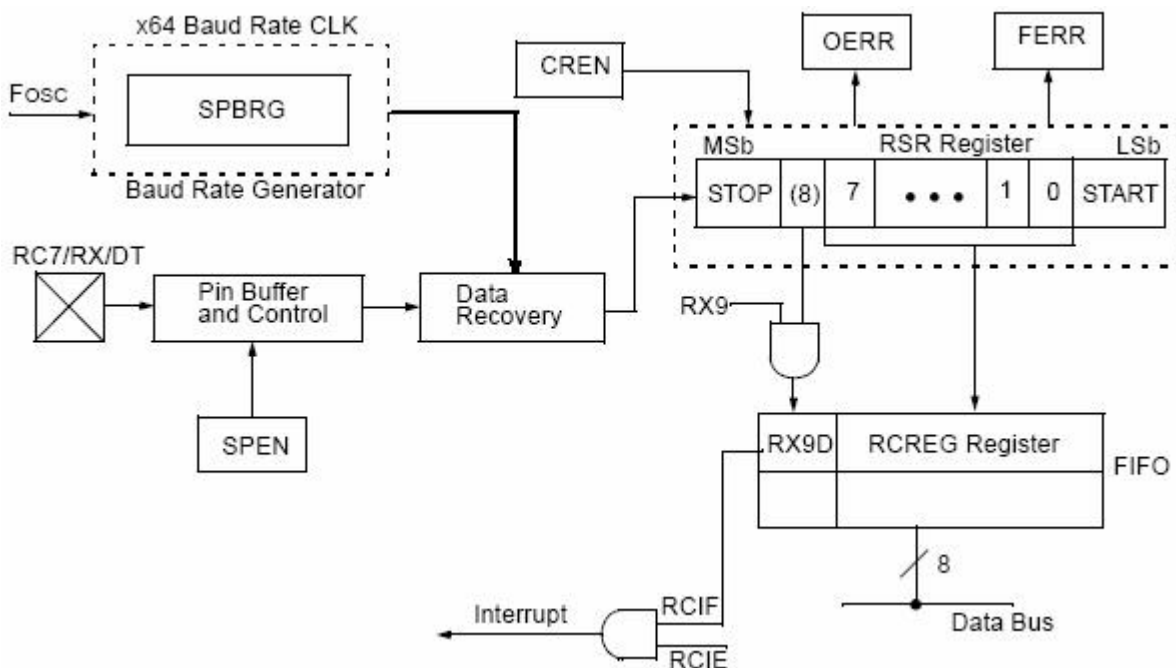 x64 Baud Rate CLK
Fosc
SPBRG
Baud Rate Generator
CREN
OERR
FERR
MSb
RSR Register
LSb
STOP
(8)
7
• • •
1
0
START
RC7/RX/DT
Pin Buffer
and Control
Data
Recovery
SPEN
RX9
RX9D
RCREG Register
FIFO
8
Data Bus
Interrupt
RCIF
RCIE